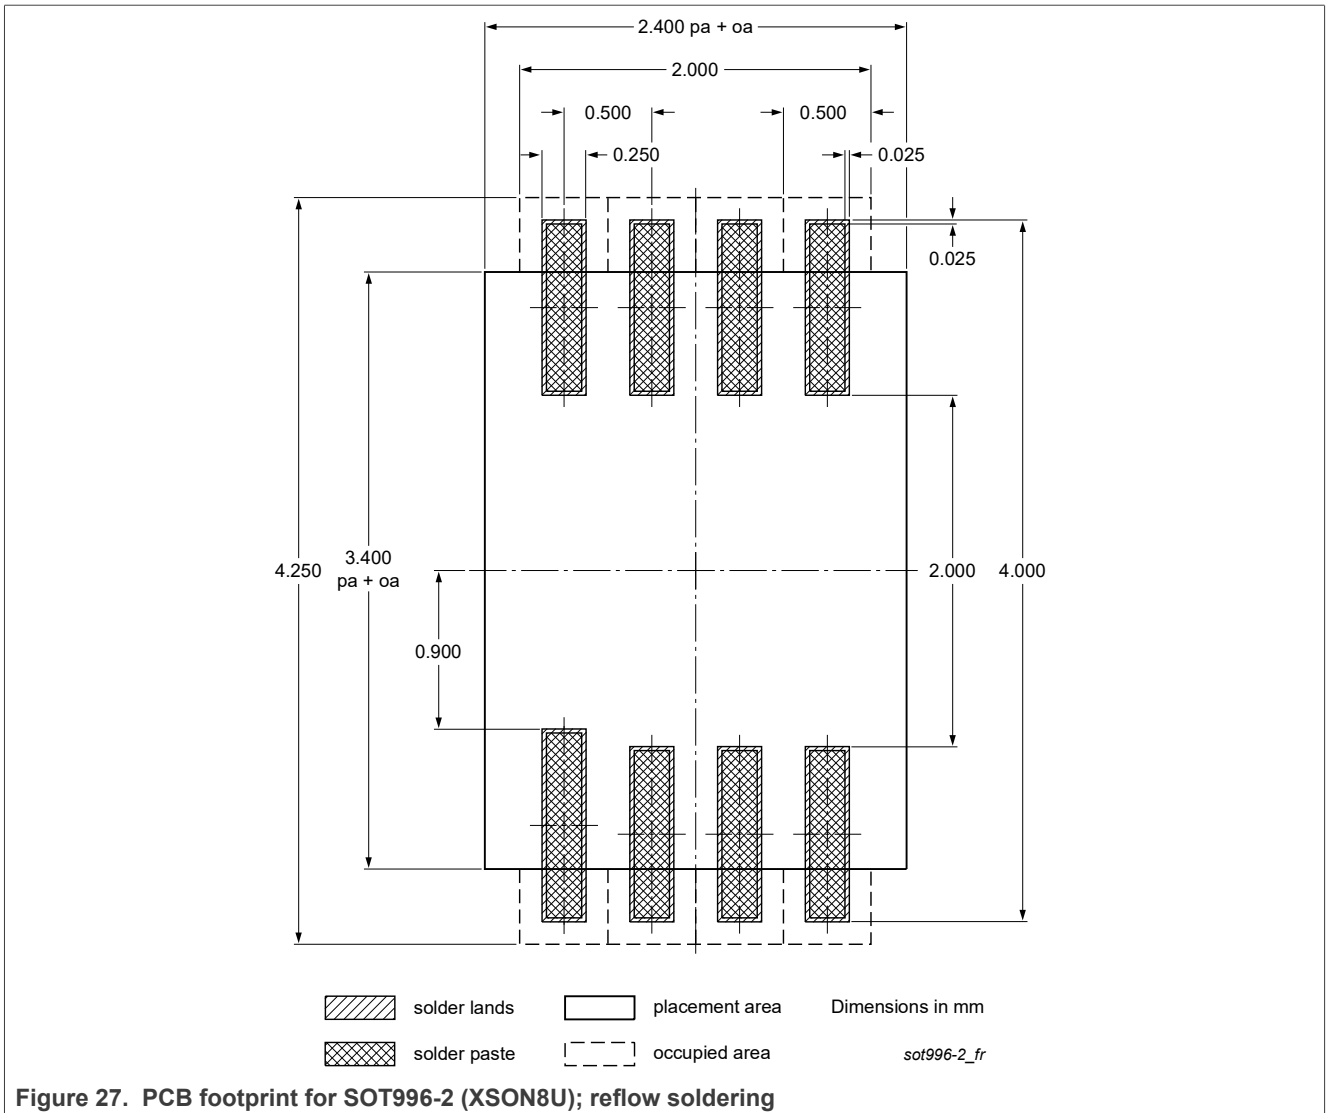 2.400 pa + oa
2.000
0.500
0.500
0.250
0.025
0.025
4.250
3.400
pa + oa
2.000
4.000
0.900
solder lands
placement area
Dimensions in mm
solder paste
occupied area
sot996-2_fr
Figure 27. PCB footprint for SOT996-2 (XSON8U); reflow soldering